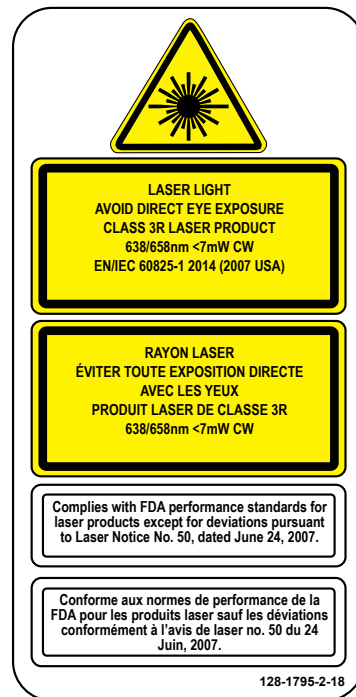 LASER LIGHT
AVOID DIRECT EYE EXPOSURE
CLASS 3R LASER PRODUCT
638/658nm <7mW CW
EN/IEC 60825-1 2014 (2007 USA)
RAYON LASER
ÉVITER TOUTE EXPOSITION DIRECTE
AVEC LES YEUX
PRODUIT LASER DE CLASSE 3R
638/658nm <7mW CW
Complies with FDA performance standards for
laser products except for deviations pursuant
to Laser Notice No. 50, dated June 24, 2007.
Conforme aux normes de performance de la
FDA pour les produits laser sauf les déviations
conformément à l'avis de laser no. 50 du 24
Juin, 2007.
128-1795-2-18